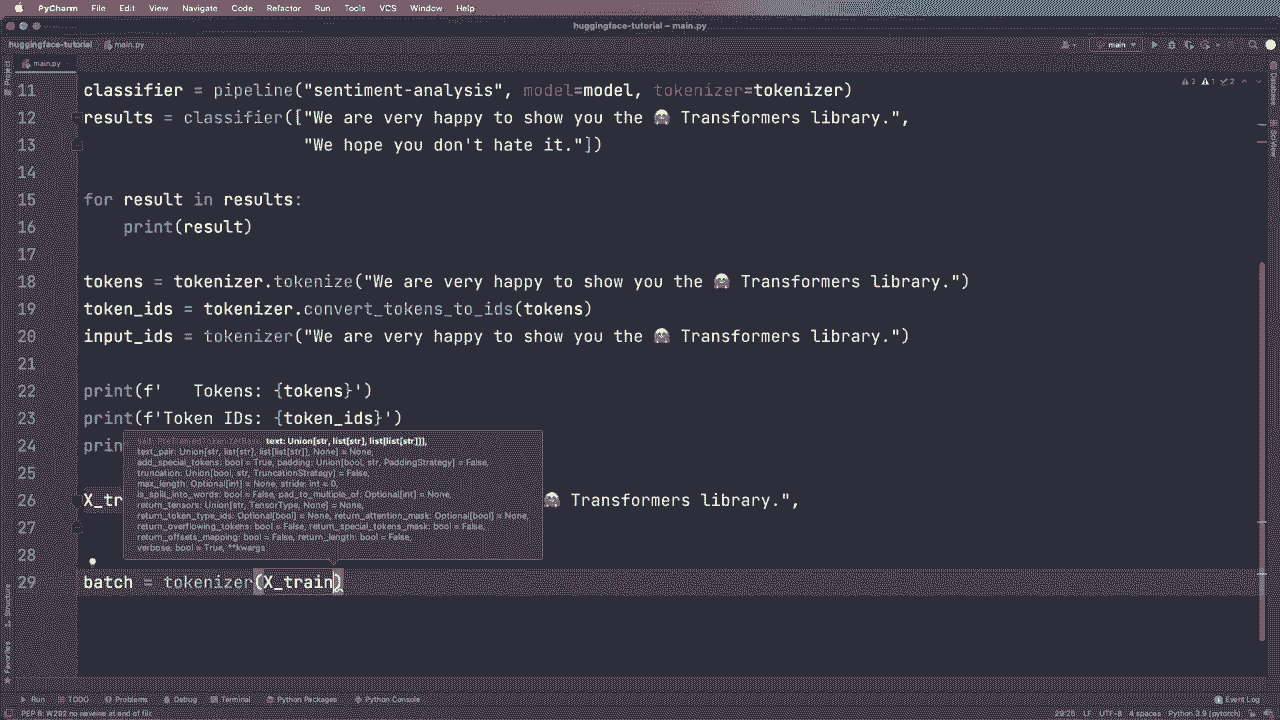 PyCharm File Edit View Navigate Code Refactor Run Tools VCS Window Help
huggingface-tutorial – main.py
huggingface-tutorial main.py
main
main.py
Project
11 classifier = pipeline("sentiment-analysis", model=model, tokenizer=tokenizer)
12 results = classifier(["We are very happy to show you the 🤗 Transformers library.",
13 "We hope you don't hate it."])
14
15 for result in results:
16 print(result)
17
18 tokens = tokenizer.tokenize("We are very happy to show you the 🤗 Transformers library.")
19 token_ids = tokenizer.convert_tokens_to_ids(tokens)
20 input_ids = tokenizer("We are very happy to show you the 🤗 Transformers library.")
21
22 print(f'   Tokens: {tokens}')
23 print(f'Token IDs: {token_ids}')
24 prin
self: PreTrainedTokenizerBase, text: Union[str, list[str], list[list[str]]],
text_pair: Union[str, list[str], list[list[str]], None] = None,
add_special_tokens: bool = True, padding: Union[bool, str, PaddingStrategy] = False,
truncation: Union[bool, str, TruncationStrategy] = False,
max_length: Optional[int] = None, stride: int = 0,
is_split_into_words: bool = False, pad_to_multiple_of: Optional[int] = None,
return_tensors: Union[str, TensorType, None] = None,
return_token_type_ids: Optional[bool] = None, return_attention_mask: Optional[bool] = None,
return_overflowing_tokens: bool = False, return_special_tokens_mask: bool = False,
return_offsets_mapping: bool = False, return_length: bool = False,
verbose: bool = True, **kwargs
25
26 X_tr 🤗 Transformers library.",
27
28
29 batch = tokenizer(X_train)
Structure
Favorites
Run TODO Problems Debug Terminal Python Packages Python Console Event Log
PEP 8: W292 no newline at end of file 29:26 LF UTF-8 4 spaces Python 3.9 (pytorch)